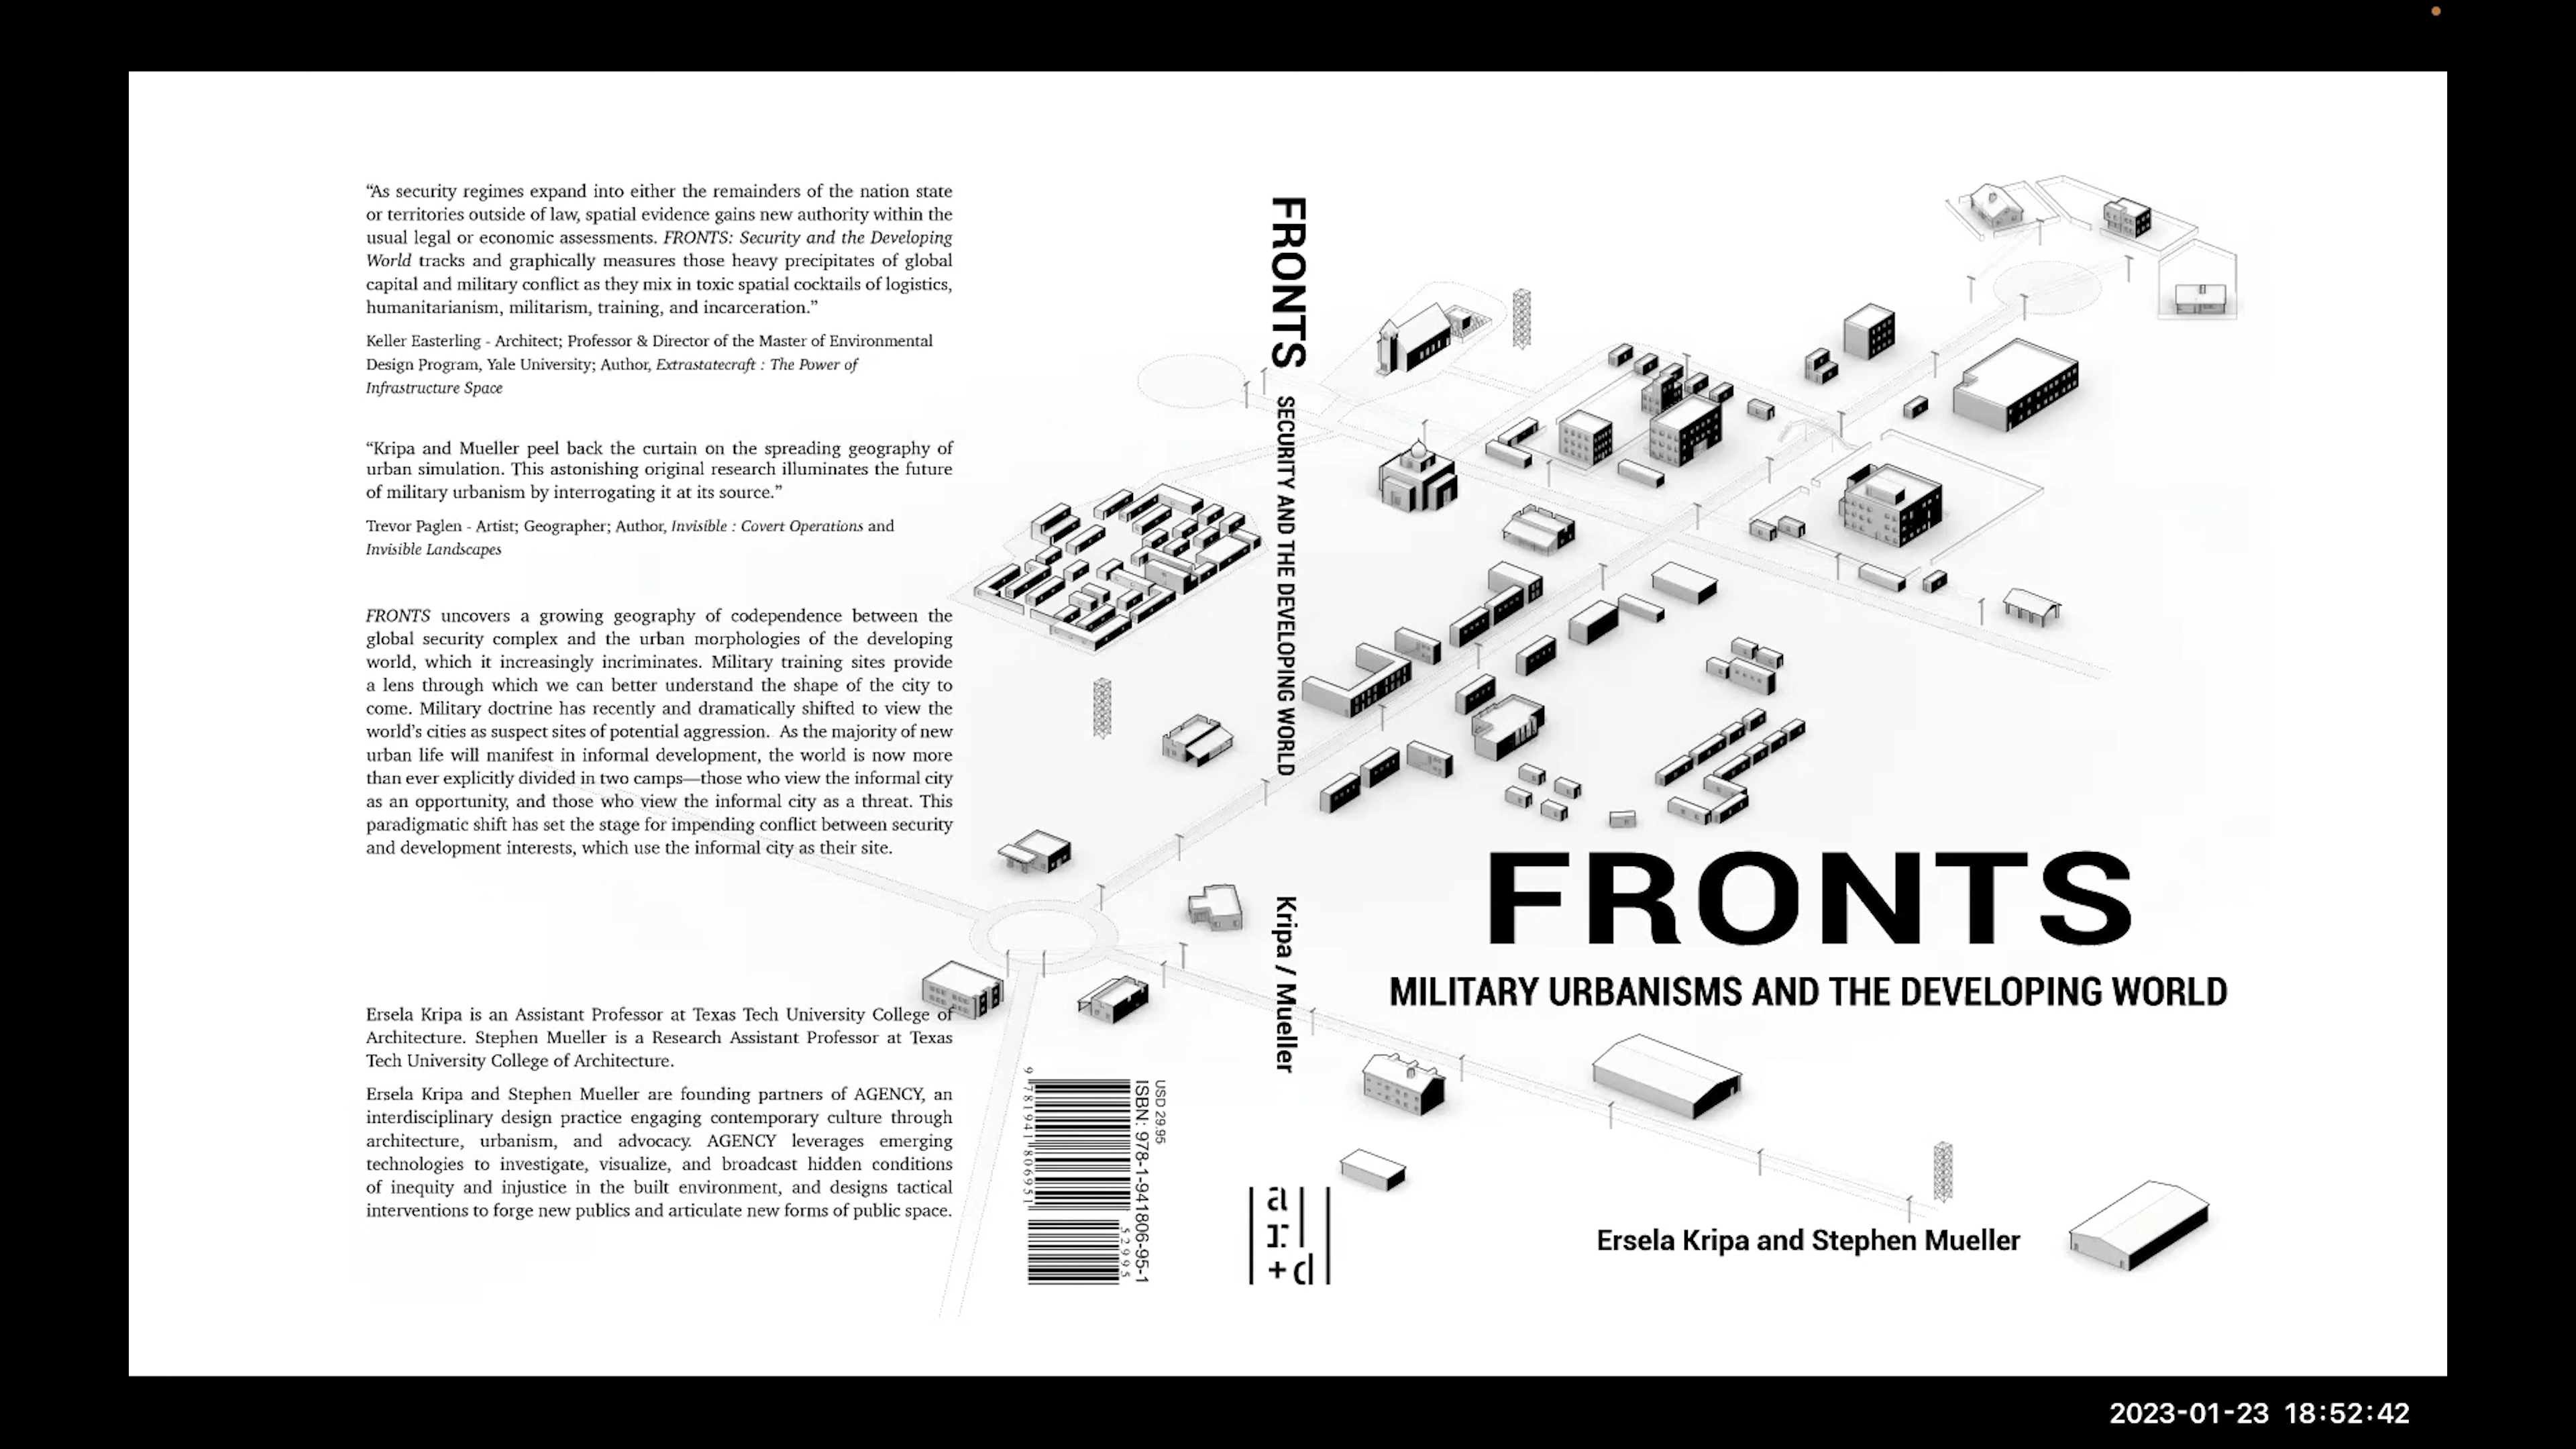 “As security regimes expand into either the remainders of the nation state
or territories outside of law, spatial evidence gains new authority within the
usual legal or economic assessments. FRONTS: Security and the Developing
World tracks and graphically measures those heavy precipitates of global
capital and military conflict as they mix in toxic spatial cocktails of logistics,
humanitarianism, militarism, training, and incarceration.”
Keller Easterling - Architect; Professor & Director of the Master of Environmental
Design Program, Yale University; Author, Extrastatecraft : The Power of
Infrastructure Space
“Kripa and Mueller peel back the curtain on the spreading geography of
urban simulation. This astonishing original research illuminates the future
of military urbanism by interrogating it at its source.”
Trevor Paglen - Artist; Geographer; Author, Invisible : Covert Operations and
Invisible Landscapes
FRONTS uncovers a growing geography of codependence between the
global security complex and the urban morphologies of the developing
world, which it increasingly incriminates. Military training sites provide
a lens through which we can better understand the shape of the city to
come. Military doctrine has recently and dramatically shifted to view the
world’s cities as suspect sites of potential aggression. As the majority of new
urban life will manifest in informal development, the world is now more
than ever explicitly divided in two camps—those who view the informal city
as an opportunity, and those who view the informal city as a threat. This
paradigmatic shift has set the stage for impending conflict between security
and development interests, which use the informal city as their site.
Ersela Kripa is an Assistant Professor at Texas Tech University College of
Architecture. Stephen Mueller is a Research Assistant Professor at Texas
Tech University College of Architecture.
Ersela Kripa and Stephen Mueller are founding partners of AGENCY, an
interdisciplinary design practice engaging contemporary culture through
architecture, urbanism, and advocacy. AGENCY leverages emerging
technologies to investigate, visualize, and broadcast hidden conditions
of inequity and injustice in the built environment, and designs tactical
interventions to forge new publics and articulate new forms of public space.
USD 29.95
ISBN: 978-1-941806-95-1
9 781941 806951
52995
FRONTS SECURITY AND THE DEVELOPING WORLD Kripa / Mueller
a
r
+d
FRONTS
MILITARY URBANISMS AND THE DEVELOPING WORLD
Ersela Kripa and Stephen Mueller
2023-01-23 18:52:42